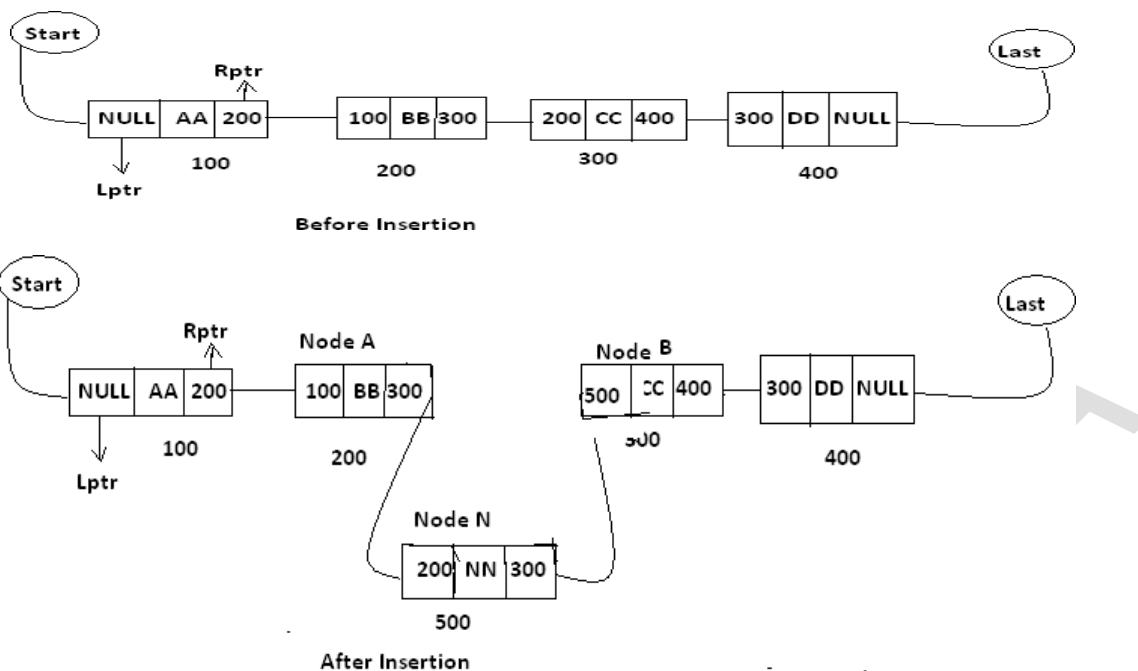 Start
Last
Rptr
NULL AA 200
100 BB 300
200 CC 400
300 DD NULL
100
200
300
400
Lptr
Before Insertion
Start
Last
Rptr
Node A
Node B
NULL AA 200
100 BB 300
500 CC 400
300 DD NULL
100
200
300
400
Lptr
Node N
200 NN 300
500
After Insertion